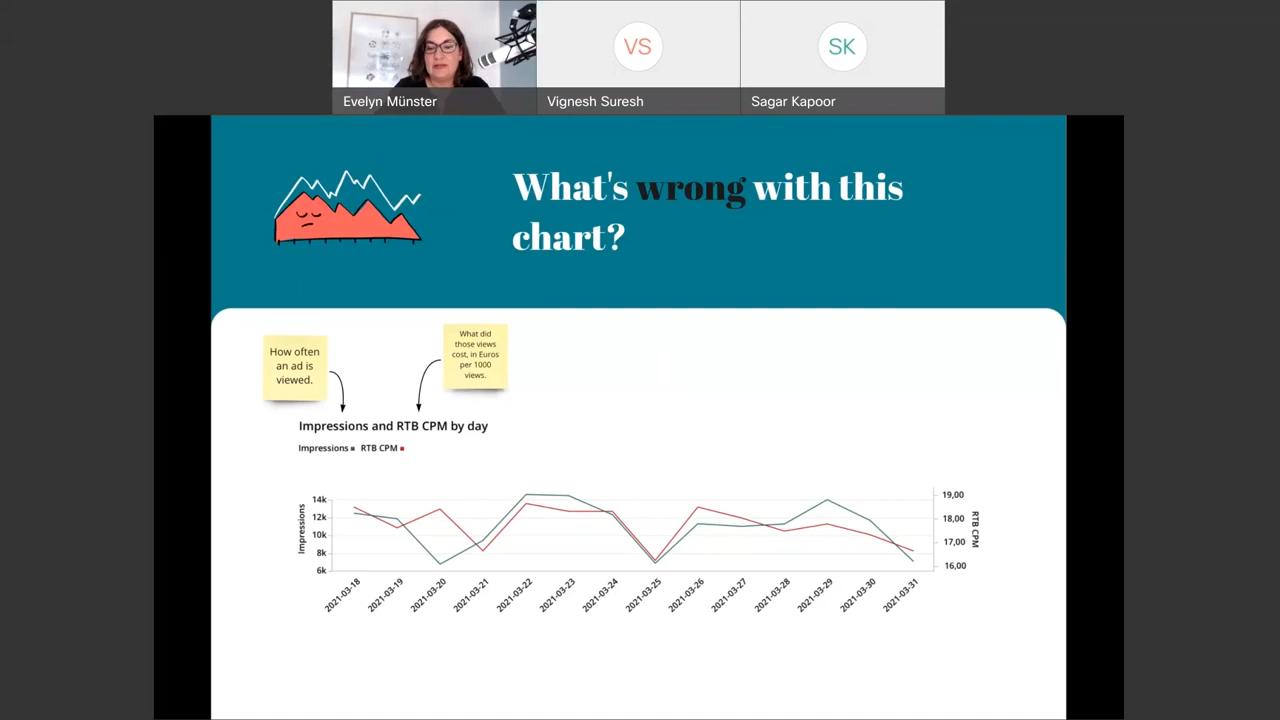 VS
SK
Evelyn Münster
Vignesh Suresh
Sagar Kapoor
What's wrong with this
chart?
How often
an ad is
viewed.
What did
those views
cost, in Euros
per 1000
views.
Impressions and RTB CPM by day
Impressions
RTB CPM
Impressions
14k
12k
10k
8k
6k
19,00
18,00
17,00
16,00
RTB CPM
2021-03-18
2021-03-19
2021-03-20
2021-03-21
2021-03-22
2021-03-23
2021-03-24
2021-03-25
2021-03-26
2021-03-27
2021-03-28
2021-03-29
2021-03-30
2021-03-31